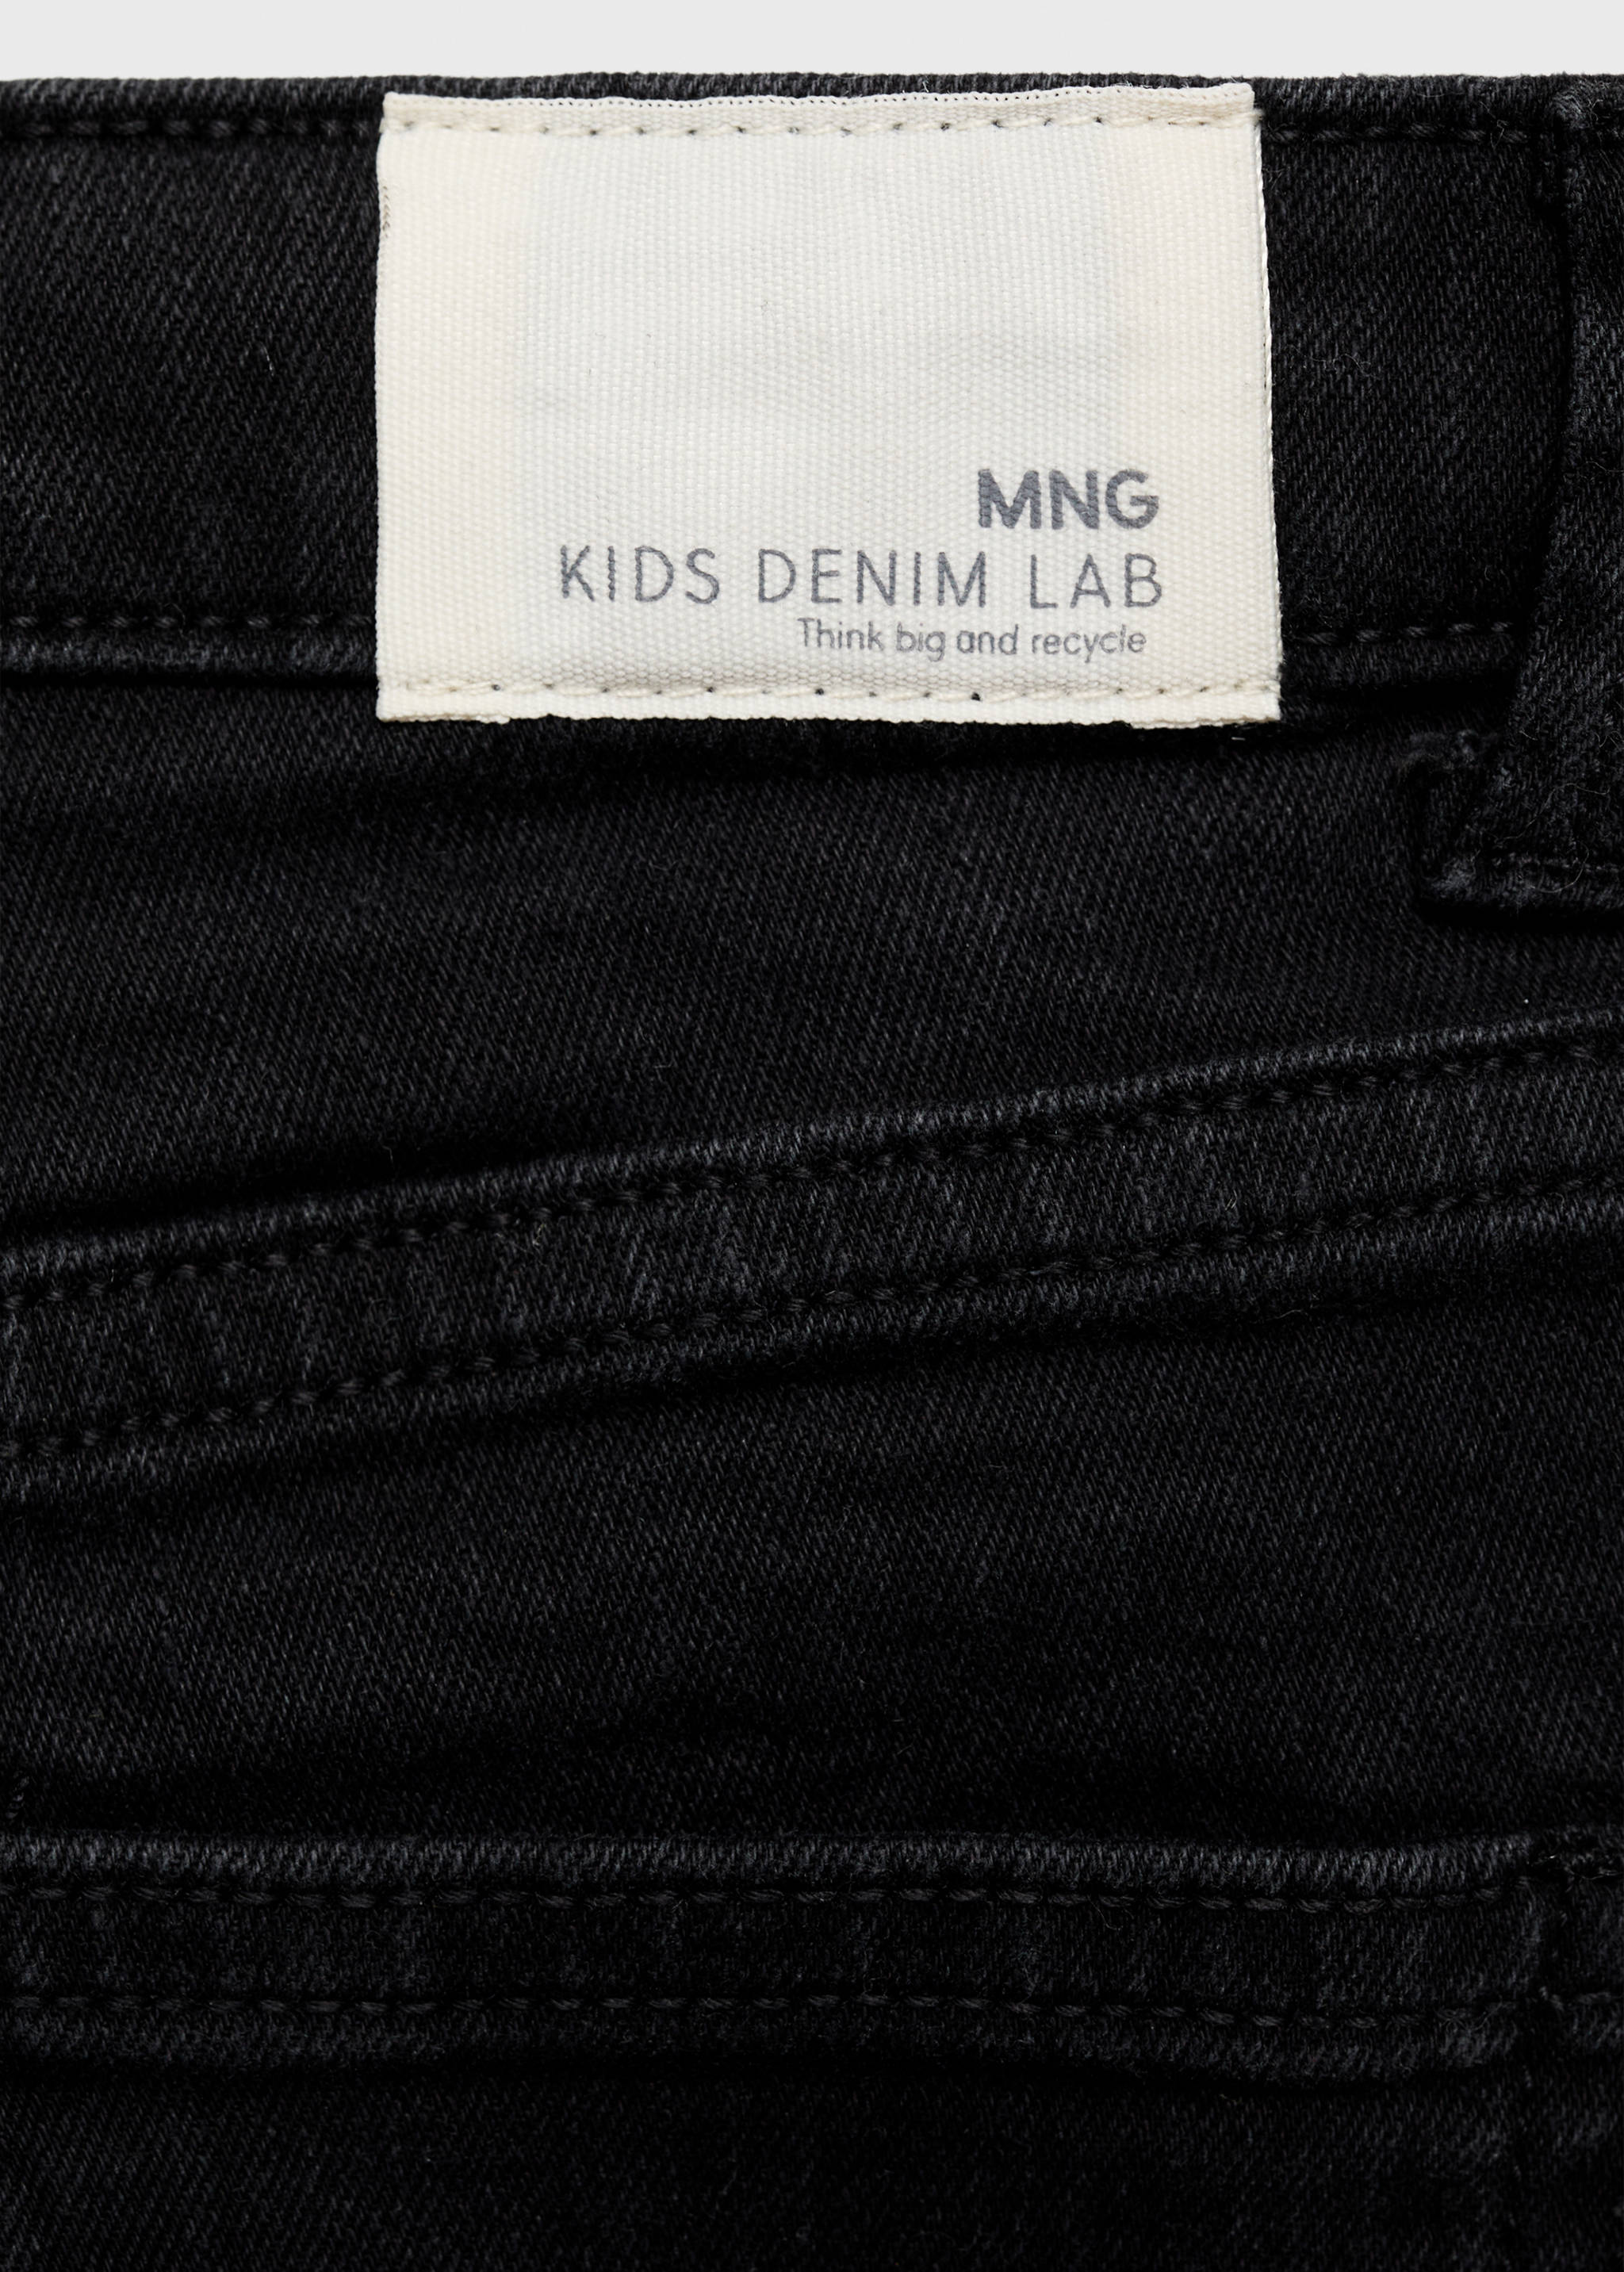 MNG
KIDS DENIM LAB
Think big and recycle